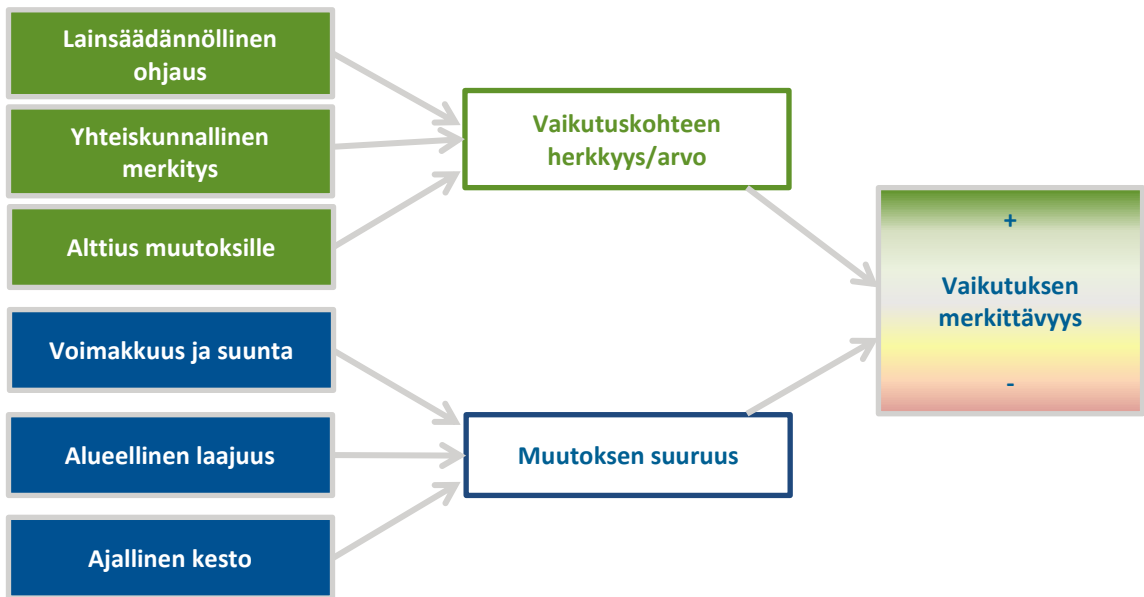 Lainsäädännöllinen
ohjaus
Yhteiskunnallinen
merkitys
Alttius muutoksille
Voimakkuus ja suunta
Alueellinen laajuus
Ajallinen kesto
Vaikutuskohteen
herkkyys/arvo
Muutoksen suuruus
+
Vaikutuksen
merkittävyys
-